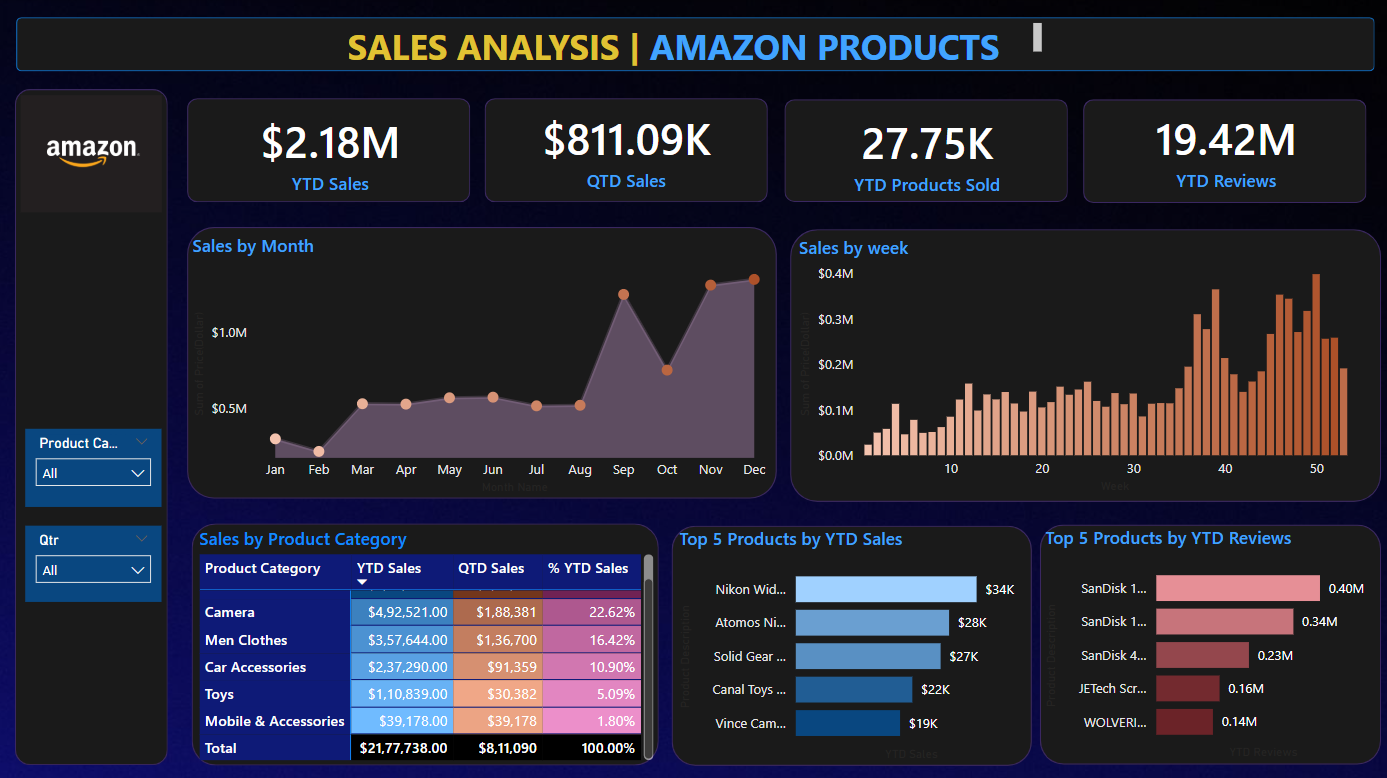 SALES ANALYSIS | AMAZON PRODUCTS
amazon
$2.18M
YTD Sales
$811.09K
QTD Sales
27.75K
YTD Products Sold
19.42M
YTD Reviews
Product Ca...
All
Qtr
All
Sales by Month
Sum of Price(Dollar)
$1.0M
$0.5M
Jan Feb Mar Apr May Jun Jul Aug Sep Oct Nov Dec
Month Name
Sales by week
Sum of Price(Dollar)
$0.4M
$0.3M
$0.2M
$0.1M
$0.0M
10 20 30 40 50
Week
Sales by Product Category
Product Category YTD Sales QTD Sales % YTD Sales
Camera $4,92,521.00 $1,88,381 22.62%
Men Clothes $3,57,644.00 $1,36,700 16.42%
Car Accessories $2,37,290.00 $91,359 10.90%
Toys $1,10,839.00 $30,382 5.09%
Mobile & Accessories $39,178.00 $39,178 1.80%
Total $21,77,738.00 $8,11,090 100.00%
Top 5 Products by YTD Sales
Product Description
Nikon Wid... $34K
Atomos Ni... $28K
Solid Gear ... $27K
Canal Toys ... $22K
Vince Cam... $19K
YTD Sales
Top 5 Products by YTD Reviews
Product Description
SanDisk 1... 0.40M
SanDisk 1... 0.34M
SanDisk 4... 0.23M
JETech Scr... 0.16M
WOLVERI... 0.14M
YTD Reviews